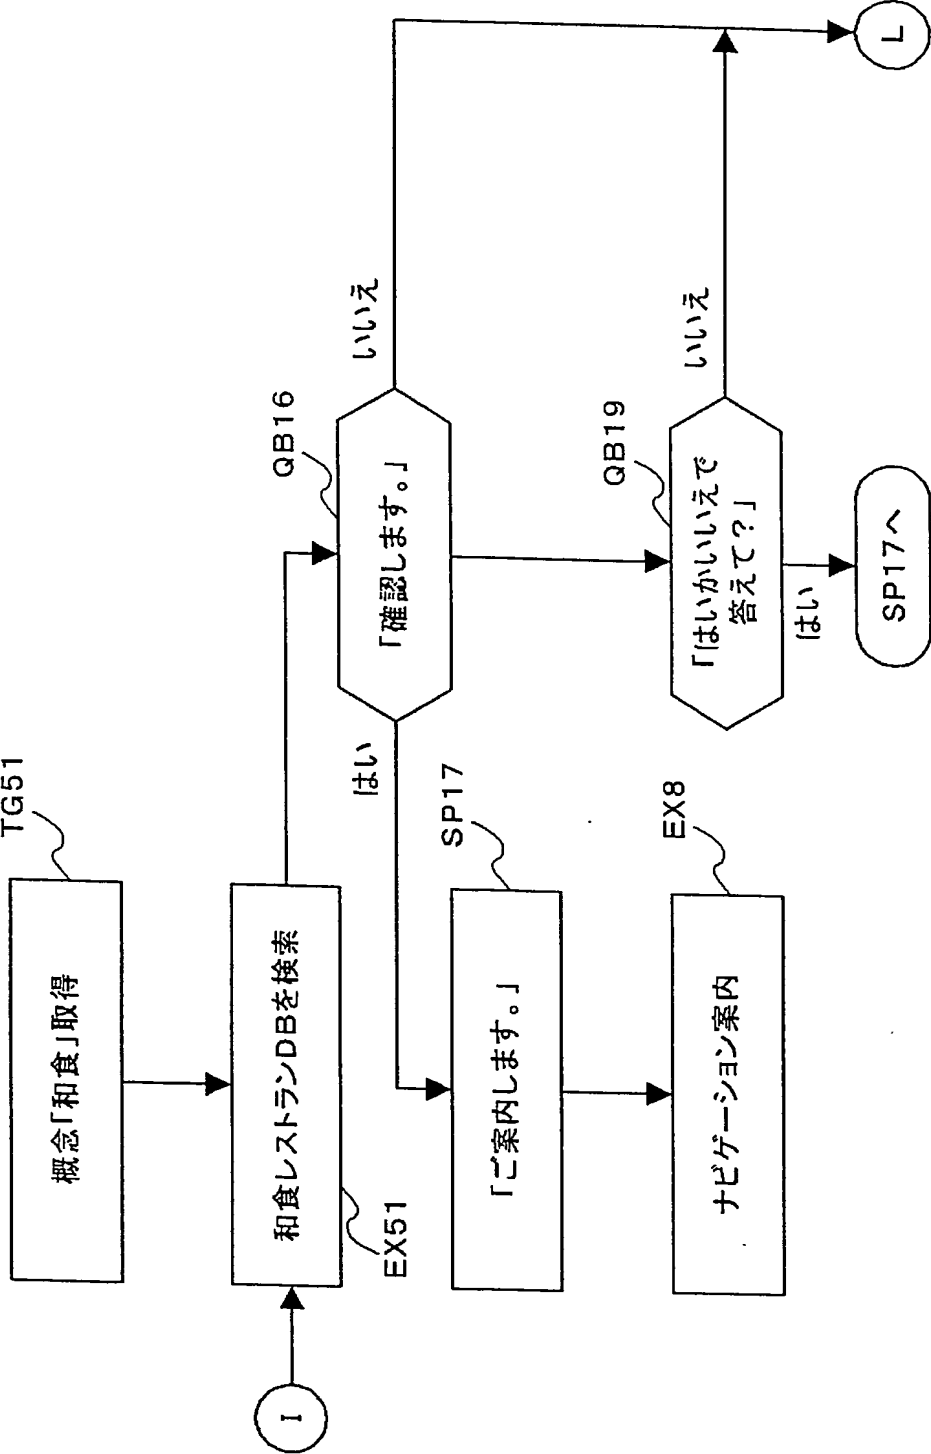 TG51
概念「和食」取得
I
和食レストランDBを検索
EX51
QB16
「確認します。」
はい
いいえ
SP17
「ご案内します。」
EX8
ナビゲーション案内
QB19
「はいかいいえで
答えて？」
いいえ
はい
SP17へ
L